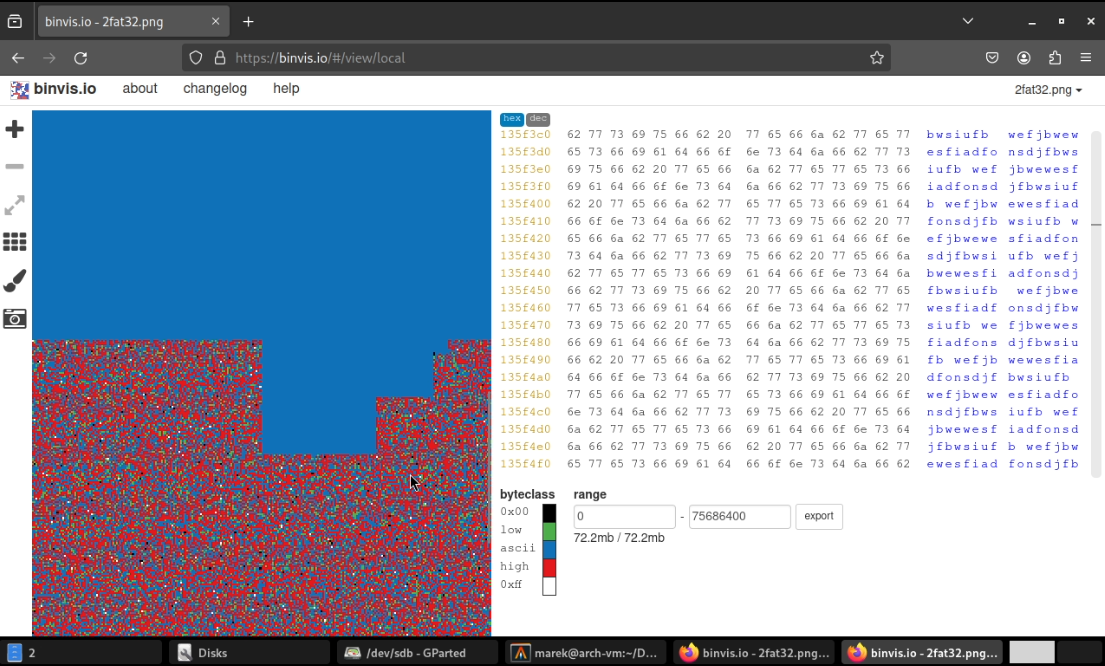 binvis.io - 2fat32.png
https://binvis.io/#/view/local
binvis.io about changelog help 2fat32.png
hex dec
135f3c0 62 77 73 69 75 66 62 20 77 65 66 6a 62 77 65 77 bwsiufb wefjbwew
135f3d0 65 73 66 69 61 64 66 6f 6e 73 64 6a 66 62 77 73 esfiadfo nsdjfbws
135f3e0 69 75 66 62 20 77 65 66 6a 62 77 65 77 65 73 66 iufb wef jbwewesf
135f3f0 69 61 64 66 6f 6e 73 64 6a 66 62 77 73 69 75 66 iadfonsd jfbwsiuf
135f400 62 20 77 65 66 6a 62 77 65 77 65 73 66 69 61 64 b wefjbw ewesfiad
135f410 66 6f 6e 73 64 6a 66 62 77 73 69 75 66 62 20 77 fonsdjfb wsiufb w
135f420 65 66 6a 62 77 65 77 65 73 66 69 61 64 66 6f 6e efjbwewe sfiadfon
135f430 73 64 6a 66 62 77 73 69 75 66 62 20 77 65 66 6a sdjfbwsi ufb wefj
135f440 62 77 65 77 65 73 66 69 61 64 66 6f 6e 73 64 6a bwewesfi adfonsdj
135f450 66 62 77 73 69 75 66 62 20 77 65 66 6a 62 77 65 fbwsiufb wefjbwe
135f460 77 65 73 66 69 61 64 66 6f 6e 73 64 6a 66 62 77 wesfiadf onsdjfbw
135f470 73 69 75 66 62 20 77 65 66 6a 62 77 65 77 65 73 siufb we fjbwewes
135f480 66 69 61 64 66 6f 6e 73 64 6a 66 62 77 73 69 75 fiadfons djfbwsiu
135f490 66 62 20 77 65 66 6a 62 77 65 77 65 73 66 69 61 fb wefjb wewesfia
135f4a0 64 66 6f 6e 73 64 6a 66 62 77 73 69 75 66 62 20 dfonsdjf bwsiufb
135f4b0 77 65 66 6a 62 77 65 77 65 73 66 69 61 64 66 6f wefjbwew esfiadfo
135f4c0 6e 73 64 6a 66 62 77 73 69 75 66 62 20 77 65 66 nsdjfbws iufb wef
135f4d0 6a 62 77 65 77 65 73 66 69 61 64 66 6f 6e 73 64 jbwewesf iadfonsd
135f4e0 6a 66 62 77 73 69 75 66 62 20 77 65 66 6a 62 77 jfbwsiuf b wefjbw
135f4f0 65 77 65 73 66 69 61 64 66 6f 6e 73 64 6a 66 62 ewesfiad fonsdjfb
byteclass range
0x00
low 0 - 75686400 export
ascii 72.2mb / 72.2mb
high
0xff
2 Disks /dev/sdb - GParted marek@arch-vm:~/D... binvis.io - 2fat32.png... binvis.io - 2fat32.png...